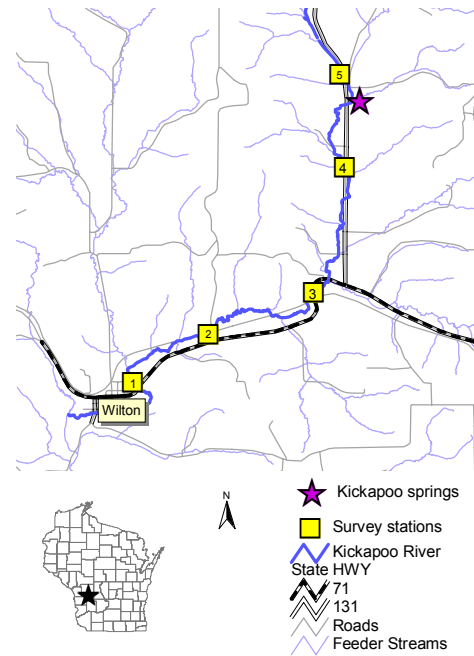 5
4
3
2
1
Wilton
N
Kickapoo springs
Survey stations
Kickapoo River
State HWY
71
131
Roads
Feeder Streams